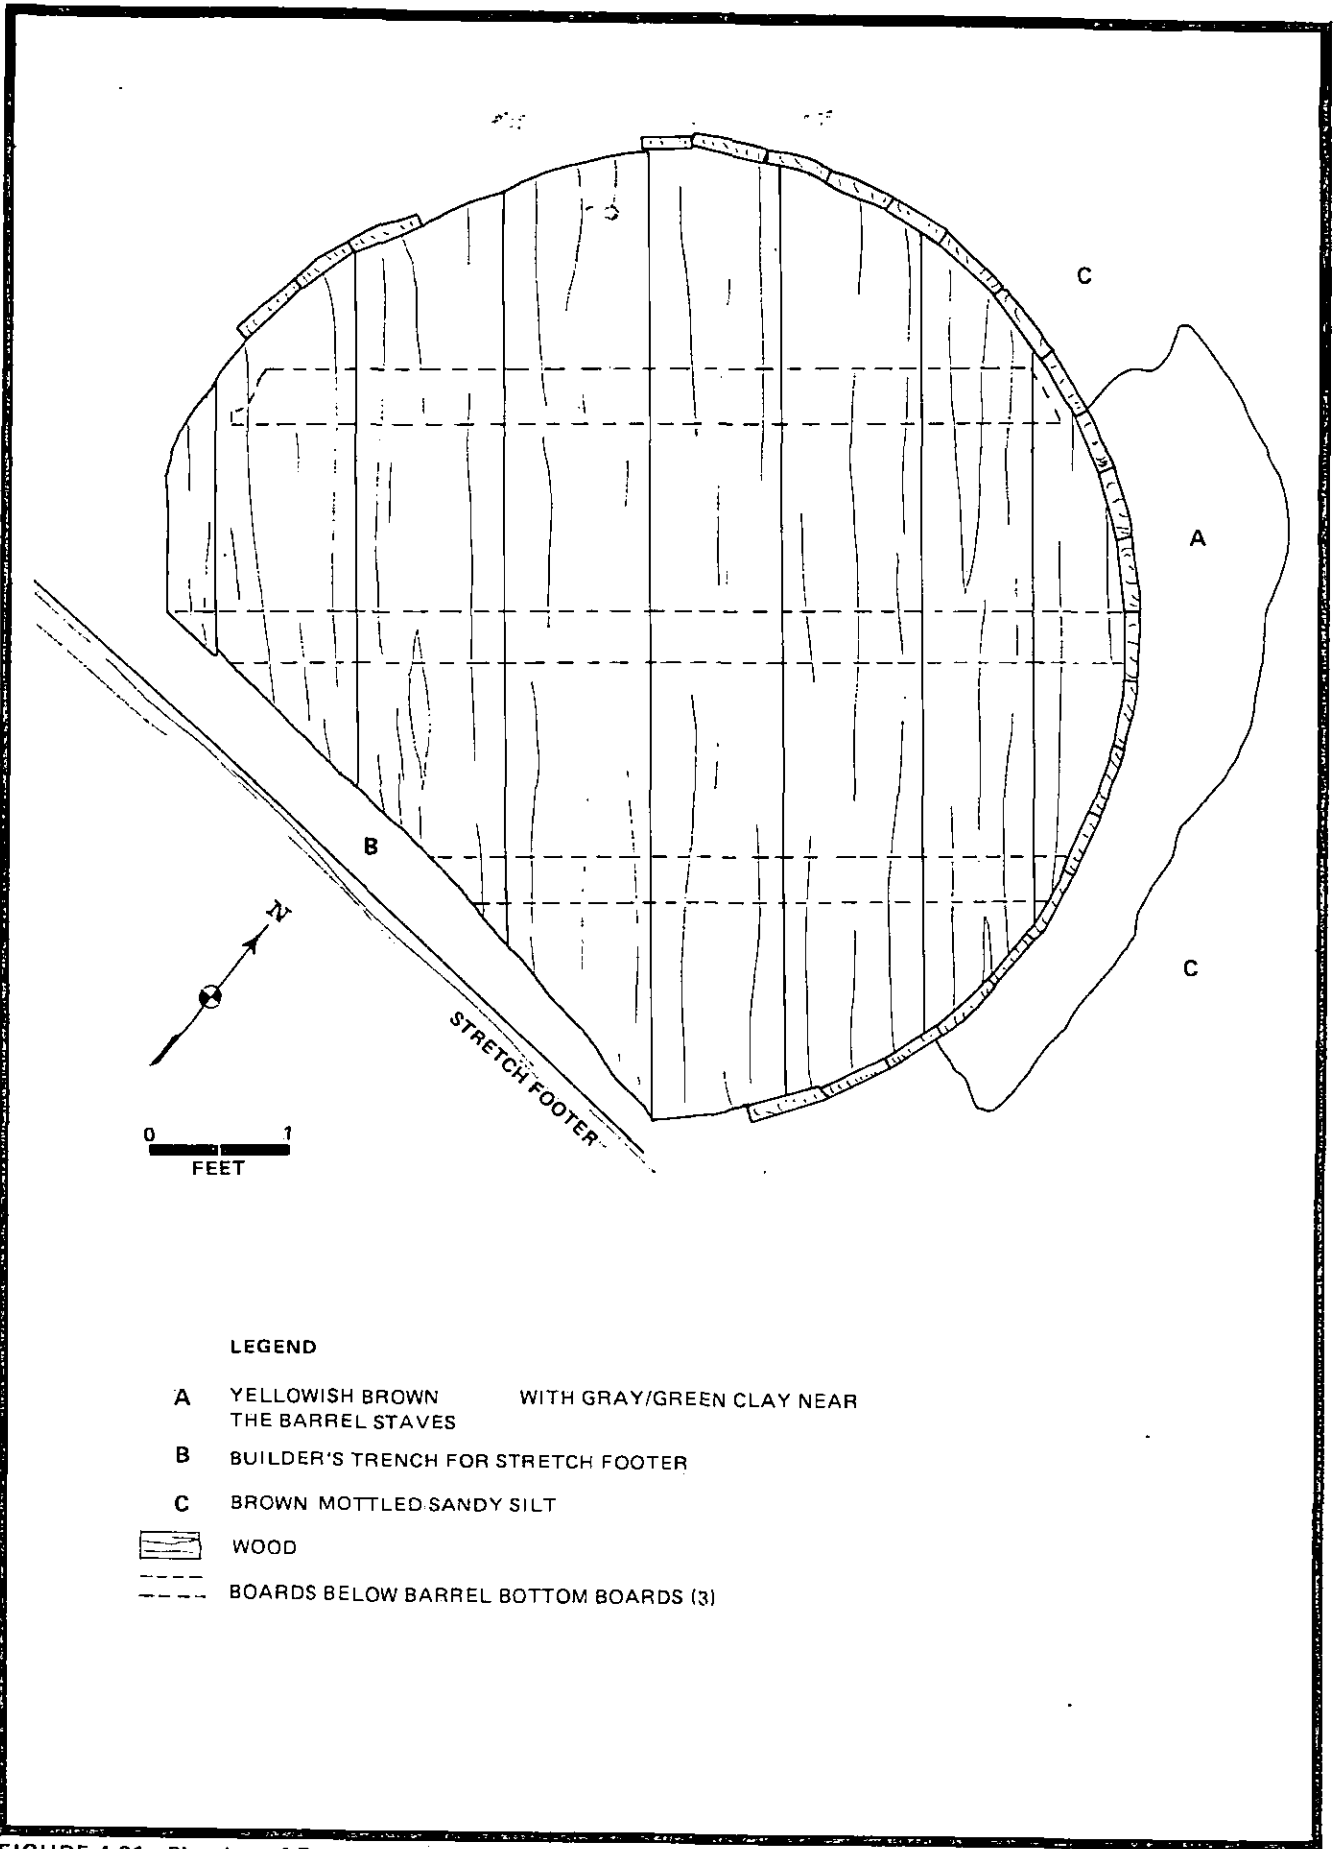 C
A
B
N
C
STRETCH FOOTER
0 1
FEET
LEGEND
A YELLOWISH BROWN WITH GRAY/GREEN CLAY NEAR
THE BARREL STAVES
B BUILDER'S TRENCH FOR STRETCH FOOTER
C BROWN MOTTLED SANDY SILT
WOOD
BOARDS BELOW BARREL BOTTOM BOARDS (3)